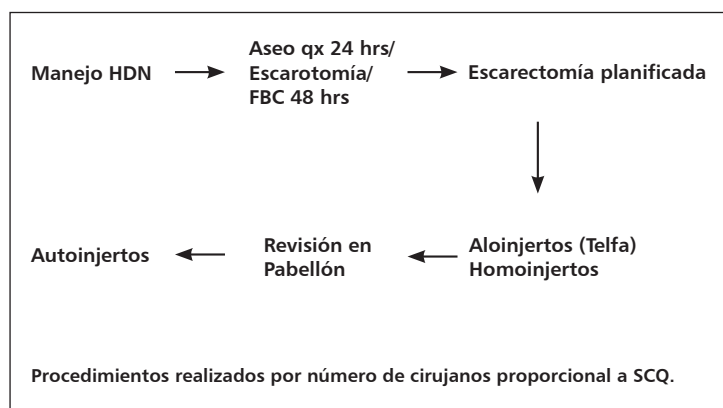 Manejo HDN
Aseo qx 24 hrs/
Escarotomía/
FBC 48 hrs
Escarectomía planificada
Aloinjertos (Telfa)
Homoinjertos
Revisión en
Pabellón
Autoinjertos
Procedimientos realizados por número de cirujanos proporcional a SCQ.